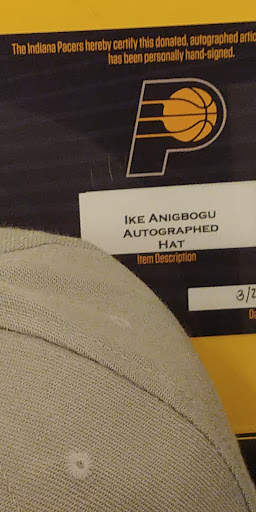 The Indiana Pacers hereby certify this donated, autographed
has been personally hand-signed.
P
IKE ANIGBOGU
AUTOGRAPHED
HAT
Item Description
3/2